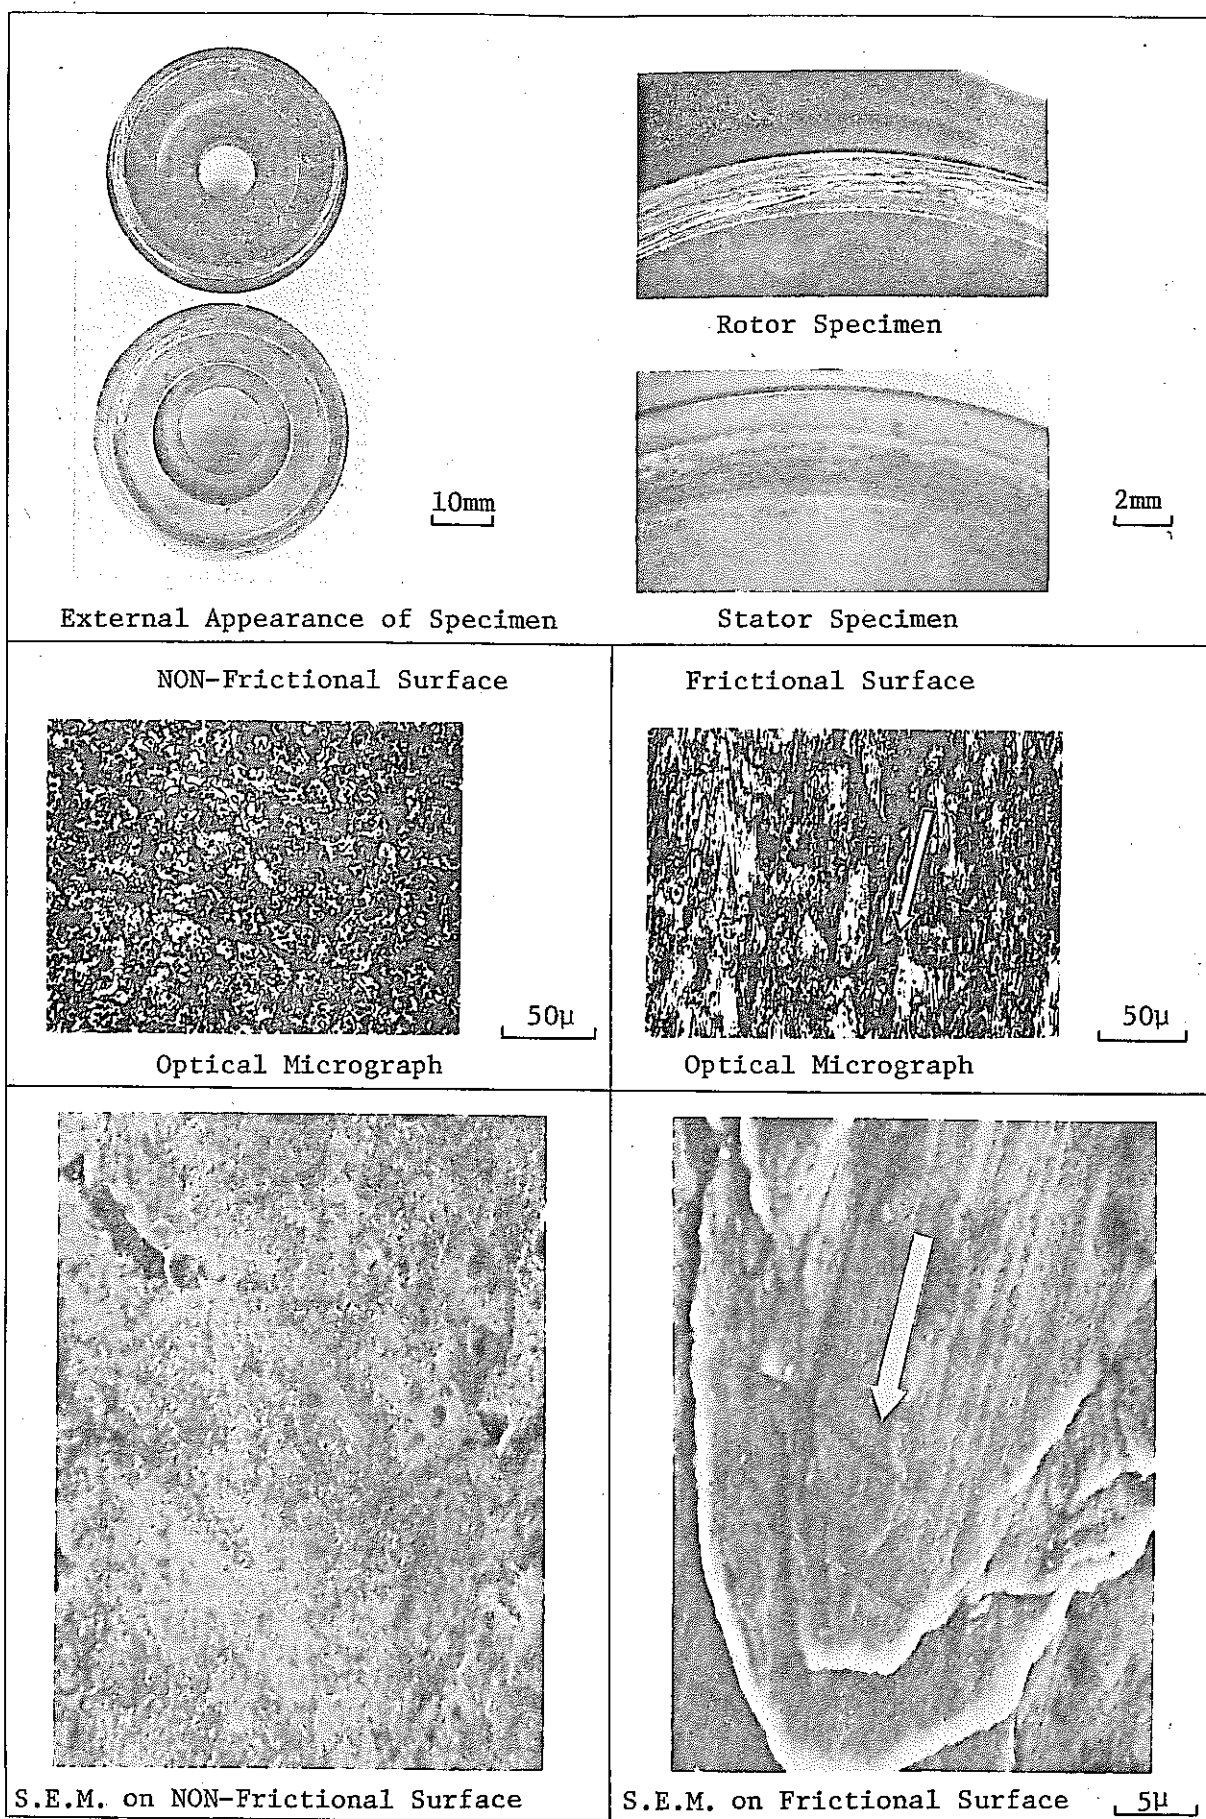 Rotor Specimen
10mm
2mm
External Appearance of Specimen
Stator Specimen
NON-Frictional Surface
Frictional Surface
50μ
50μ
Optical Micrograph
Optical Micrograph
S.E.M. on NON-Frictional Surface
S.E.M. on Frictional Surface
5μ